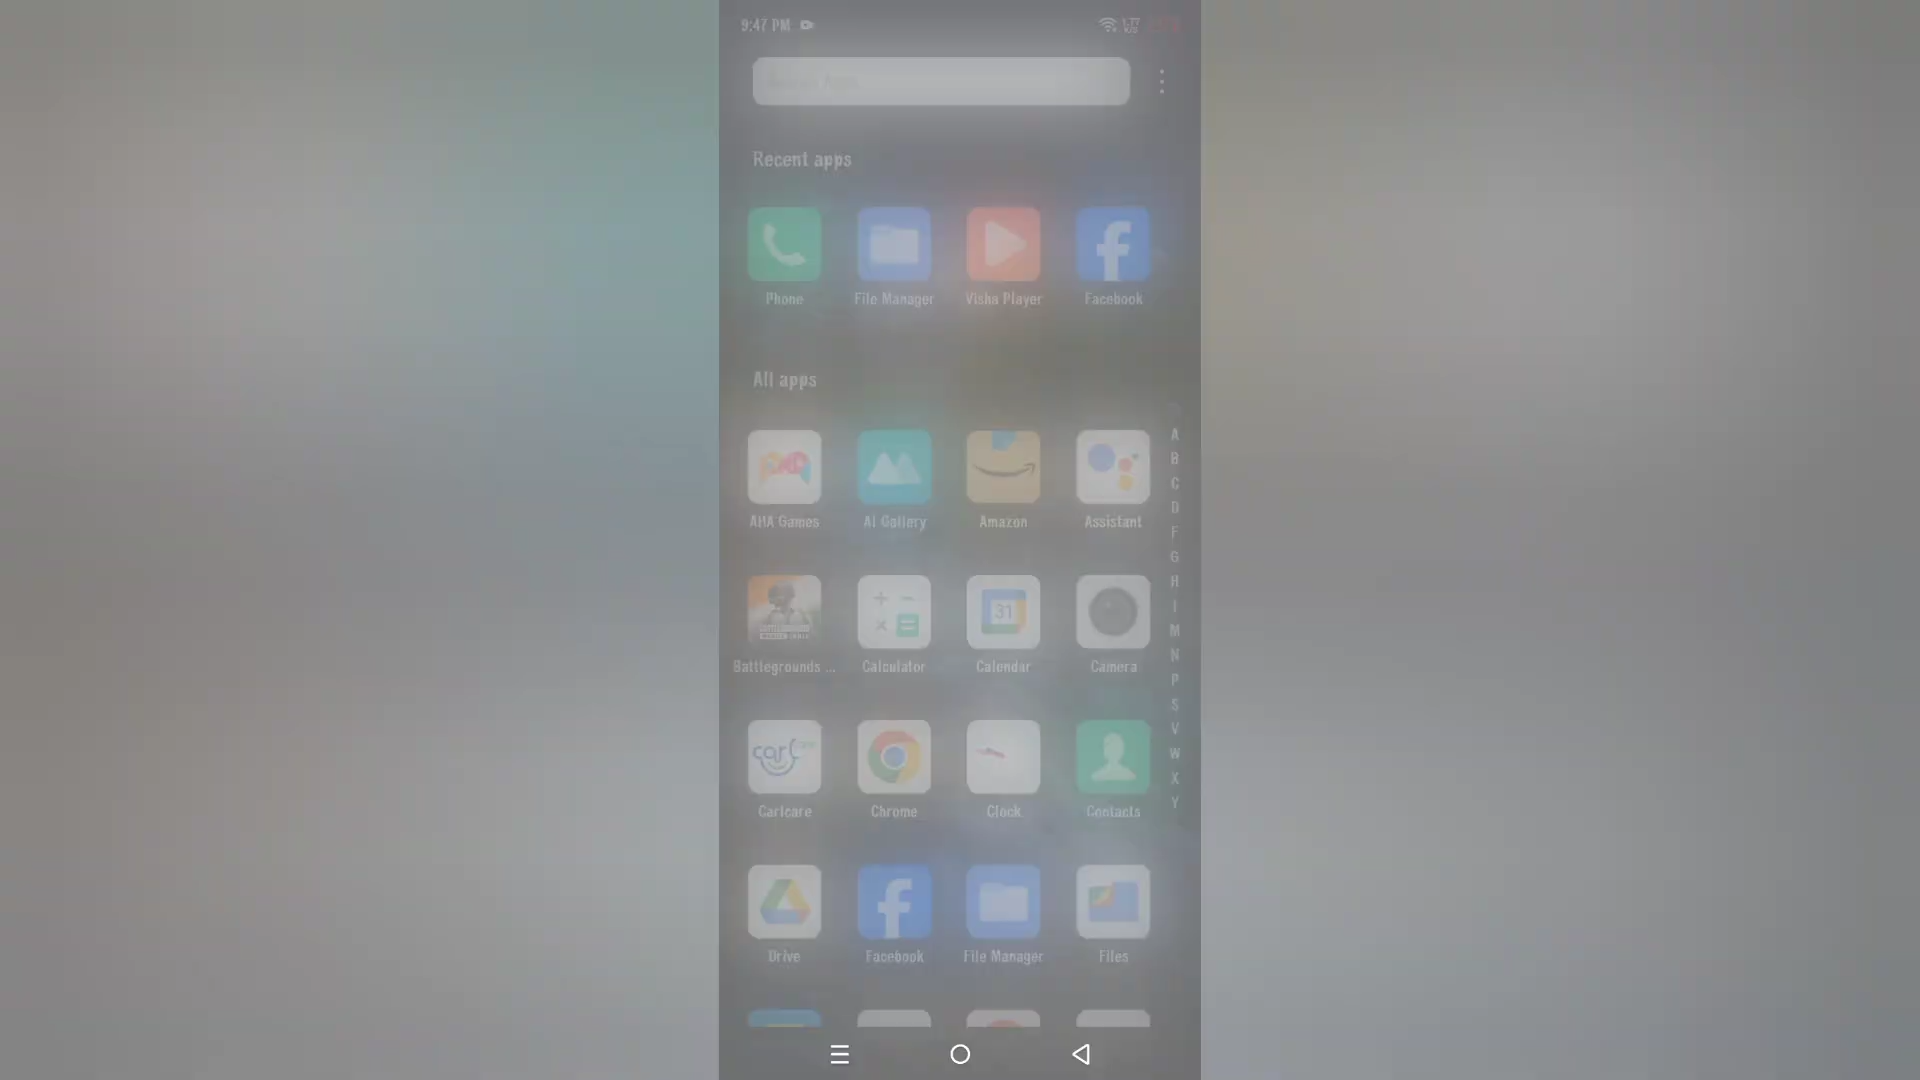 9:47 PM
Recent apps
Phone File Manager Visha Player Facebook
All apps
AHA Games AI Gallery Amazon Assistant
Battlegrounds ... Calculator Calendar Camera
Carlcare Chrome Clock Contacts
Drive Facebook File Manager Files
31
A
B
C
D
F
G
H
I
M
N
P
S
V
W
X
Y